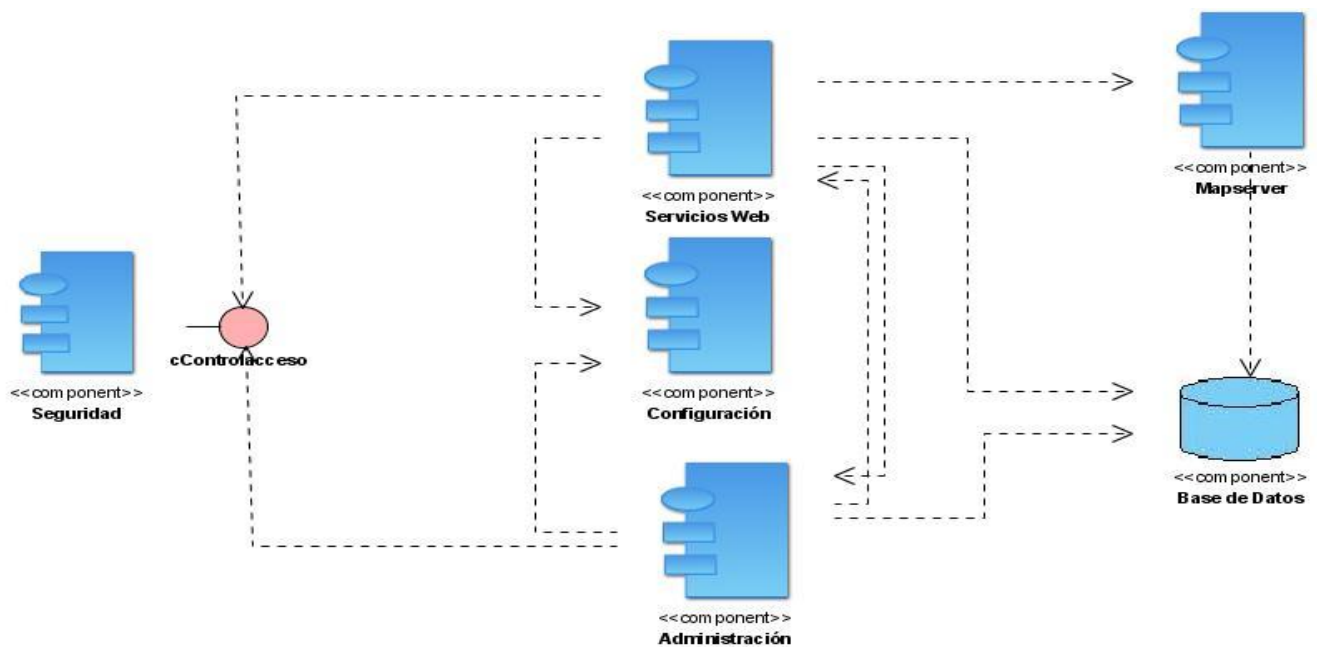 <<component>>
Servicios Web
<<component>>
Mapserver
cControlacceso
<<component>>
Seguridad
<<component>>
Configuración
<<component>>
Base de Datos
<<component>>
Administración